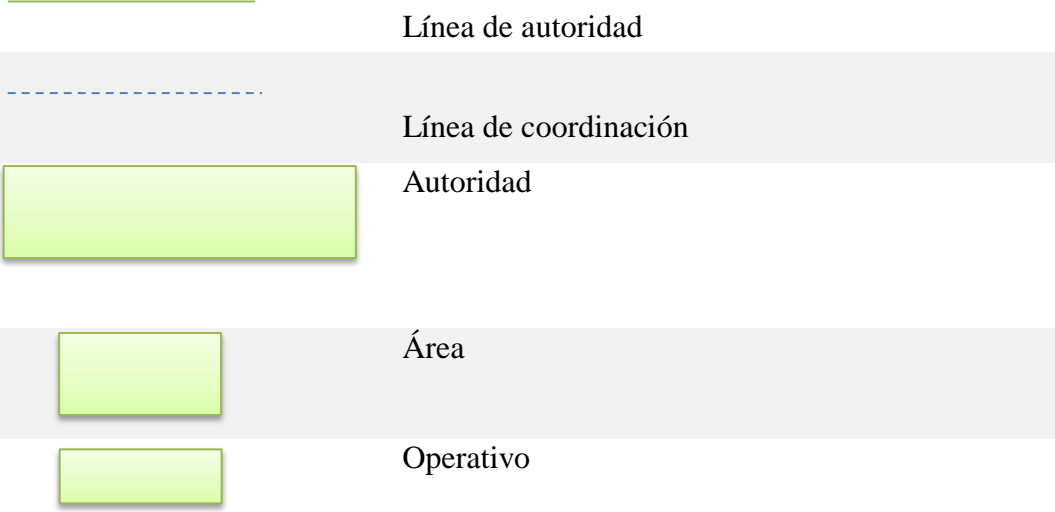 Línea de autoridad
Línea de coordinación
Autoridad
Área
Operativo